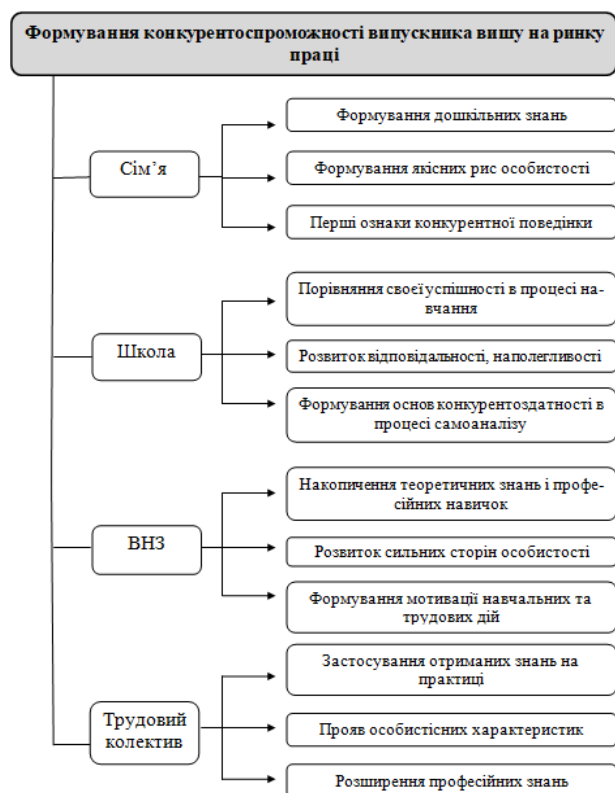 Формування конкурентоспроможності випускника вишу на ринку
праці
Сім’я
Формування дошкільних знань
Формування якісних рис особистості
Перші ознаки конкурентної поведінки
Школа
Порівняння своєї успішності в процесі на-
вчання
Розвиток відповідальності, наполегливості
Формування основ конкурентоздатності в
процесі самоаналізу
ВНЗ
Накопичення теоретичних знань і профе-
сійних навичок
Розвиток сильних сторін особистості
Формування мотивації навчальних та
трудових дій
Трудовий
колектив
Застосування отриманих знань на
практиці
Прояв особистісних характеристик
Розширення професійних знань